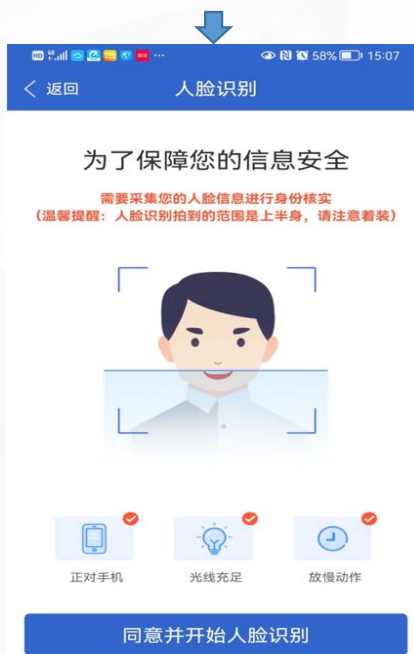 HD 58% 15:07
返回 人脸识别
为了保障您的信息安全
需要采集您的人脸信息进行身份核实
（温馨提醒：人脸识别拍到的范围是上半身，请注意着装）
正对手机 光线充足 放慢动作
同意并开始人脸识别